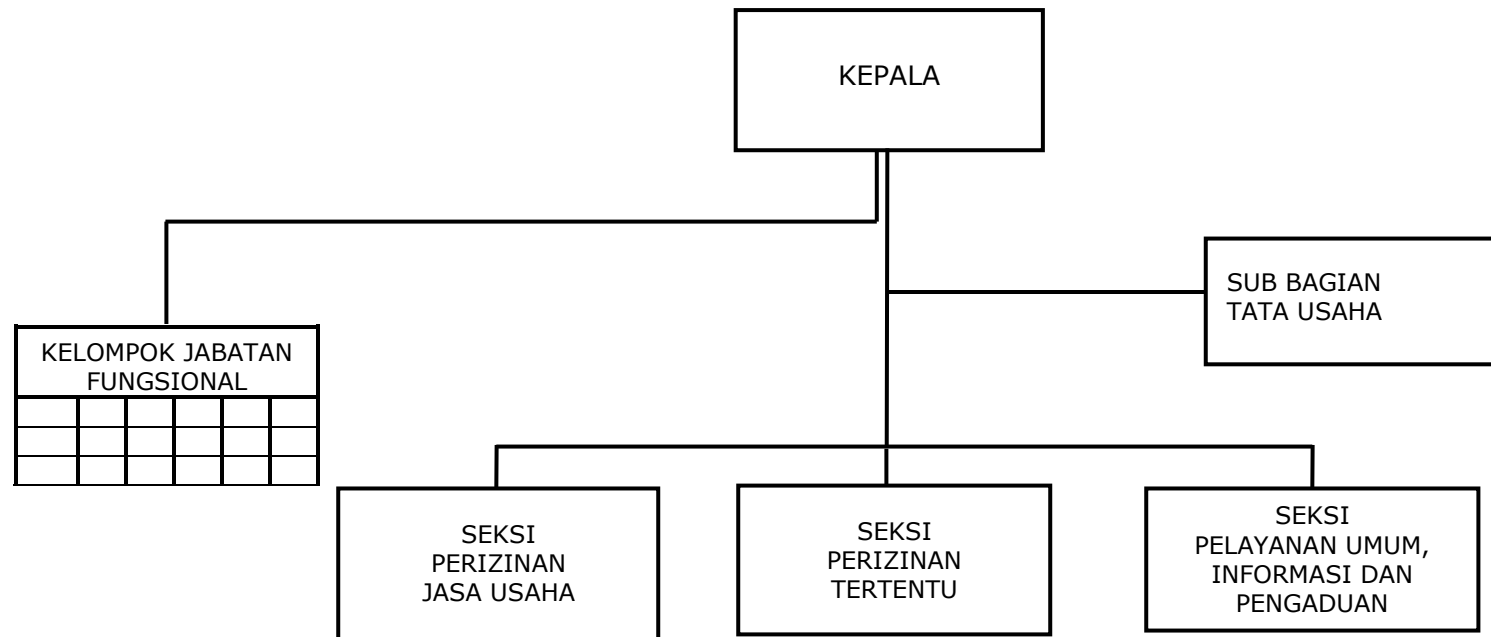 KEPALA
SUB BAGIAN
TATA USAHA
KELOMPOK JABATAN
FUNGSIONAL
SEKSI
PERIZINAN
JASA USAHA
SEKSI
PERIZINAN
TERTENTU
SEKSI
PELAYANAN UMUM,
INFORMASI DAN
PENGADUAN